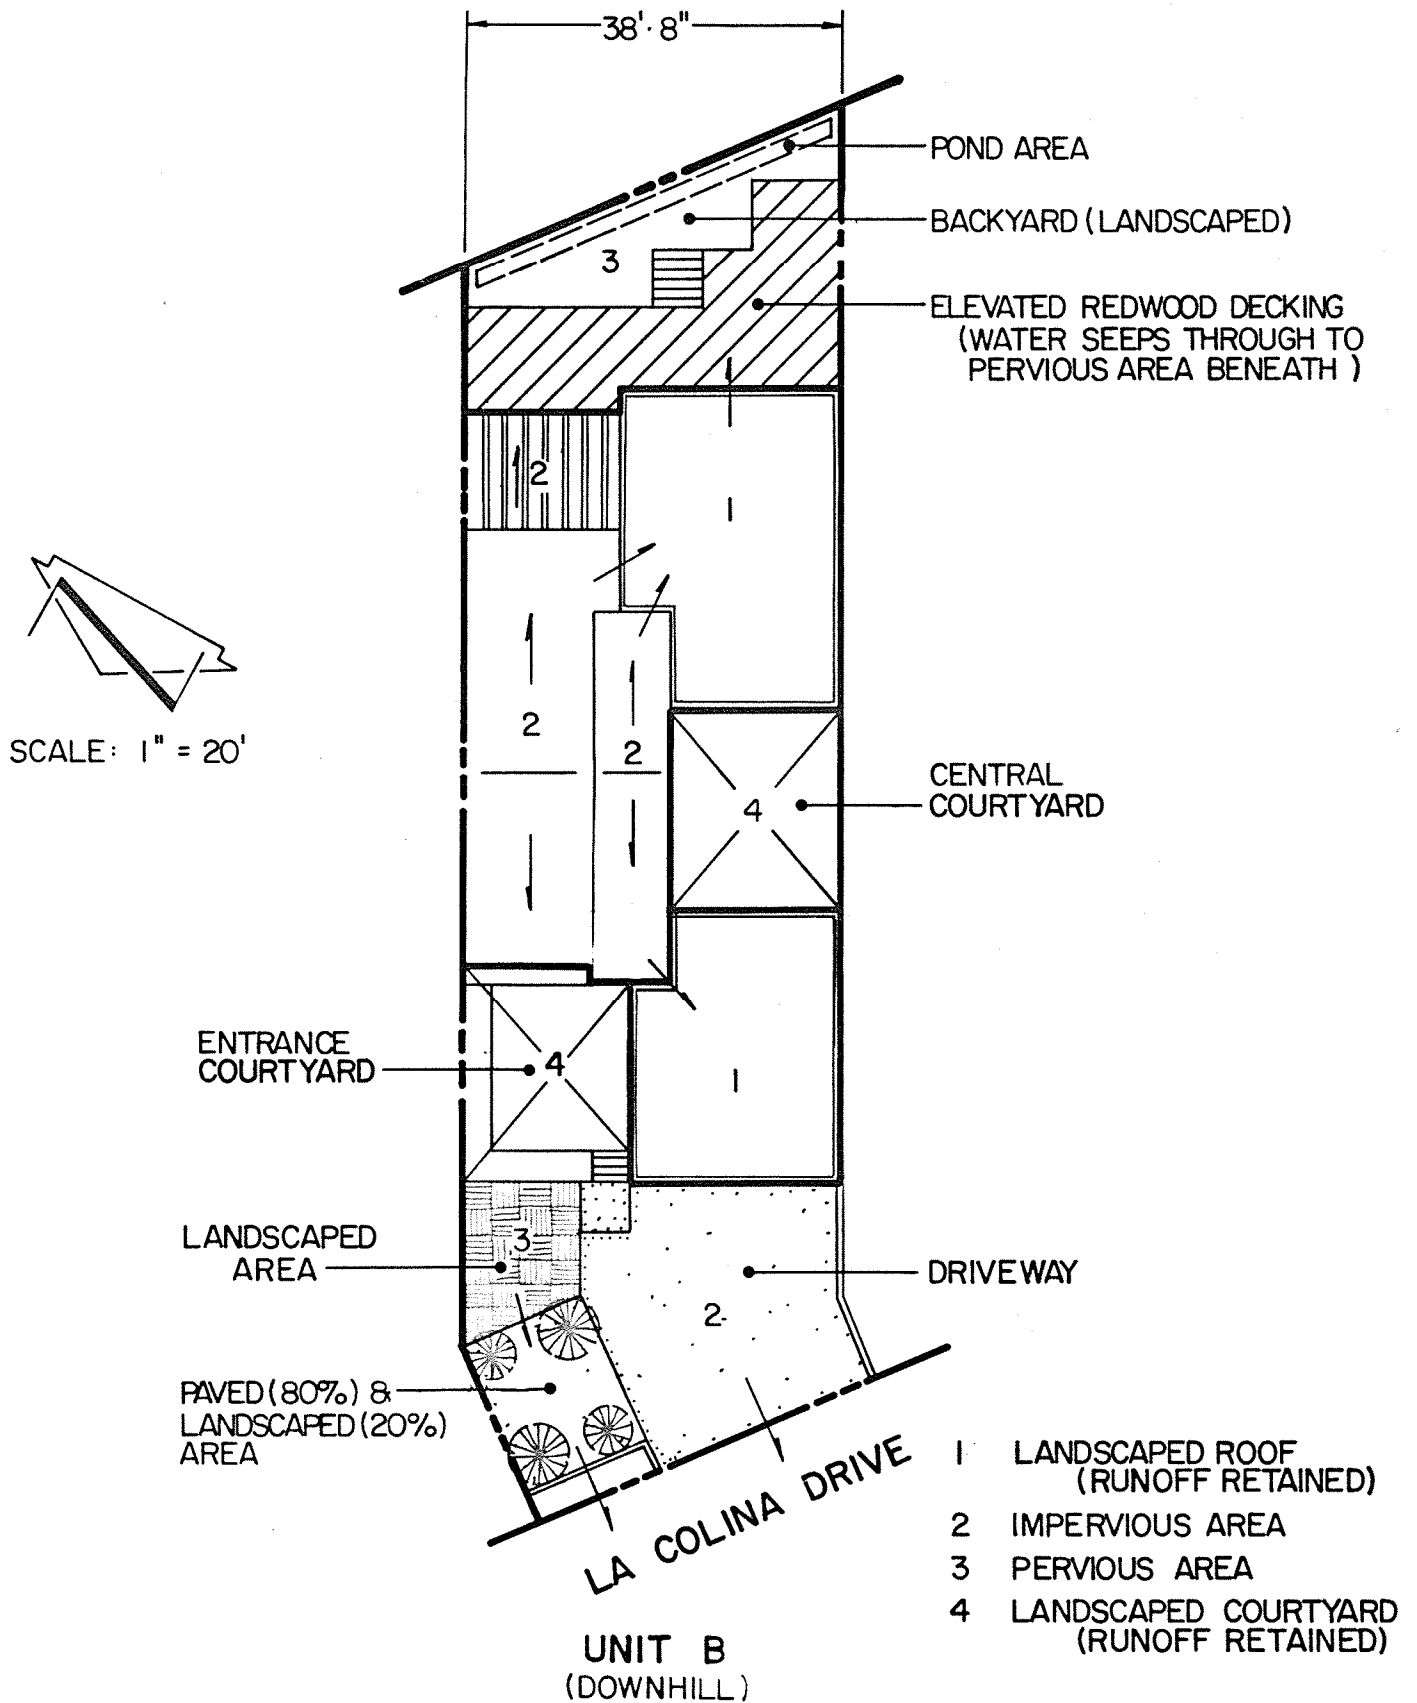 38'·8"
POND AREA
BACKYARD (LANDSCAPED)
3
ELEVATED REDWOOD DECKING
(WATER SEEPS THROUGH TO
PERVIOUS AREA BENEATH)
2
1
2
2
SCALE: 1" = 20'
CENTRAL
COURTYARD
4
ENTRANCE
COURTYARD
4
1
LANDSCAPED
AREA
3
DRIVEWAY
2
PAVED (80%) &
LANDSCAPED (20%)
AREA
LA COLINA DRIVE
1 LANDSCAPED ROOF
(RUNOFF RETAINED)
2 IMPERVIOUS AREA
3 PERVIOUS AREA
4 LANDSCAPED COURTYARD
(RUNOFF RETAINED)
UNIT B
(DOWNHILL)